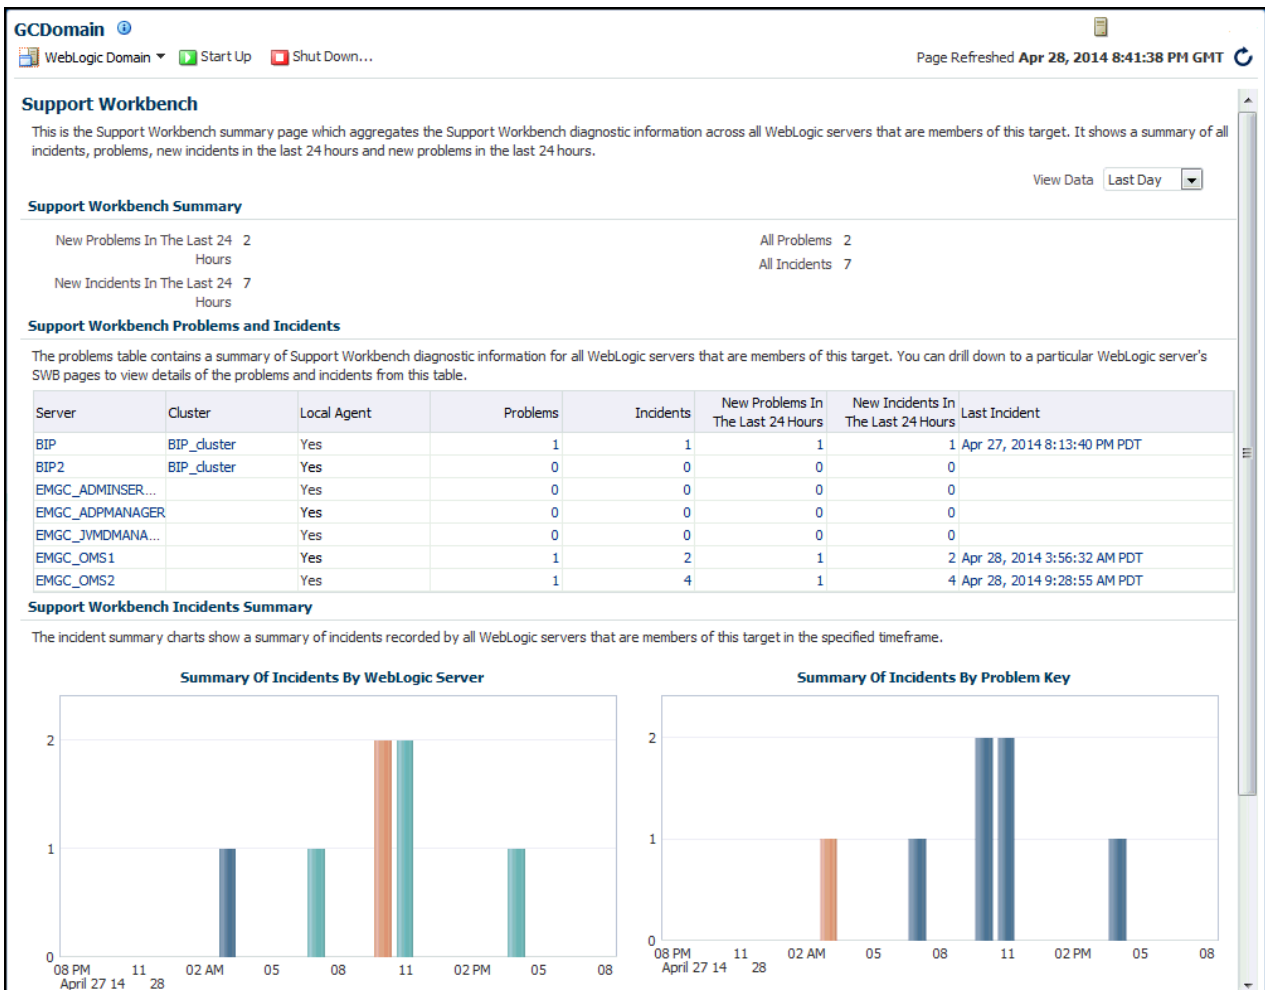 GCDomain
WebLogic Domain Start Up Shut Down... Page Refreshed Apr 28, 2014 8:41:38 PM GMT
Support Workbench
This is the Support Workbench summary page which aggregates the Support Workbench diagnostic information across all WebLogic servers that are members of this target. It shows a summary of all
incidents, problems, new incidents in the last 24 hours and new problems in the last 24 hours.
View Data Last Day
Support Workbench Summary
New Problems In The Last 24 2 All Problems 2
Hours
All Incidents 7
New Incidents In The Last 24 7
Hours
Support Workbench Problems and Incidents
The problems table contains a summary of Support Workbench diagnostic information for all WebLogic servers that are members of this target. You can drill down to a particular WebLogic server's
SWB pages to view details of the problems and incidents from this table.
Server Cluster Local Agent Problems Incidents New Problems In The Last 24 Hours New Incidents In The Last 24 Hours Last Incident
BIP BIP_cluster Yes 1 1 1 1 Apr 27, 2014 8:13:40 PM PDT
BIP2 BIP_cluster Yes 0 0 0 0
EMGC_ADMINSER... Yes 0 0 0 0
EMGC_ADPMANAGER Yes 0 0 0 0
EMGC_JVMDMANA... Yes 0 0 0 0
EMGC_OMS1 Yes 1 2 1 2 Apr 28, 2014 3:56:32 AM PDT
EMGC_OMS2 Yes 1 4 1 4 Apr 28, 2014 9:28:55 AM PDT
Support Workbench Incidents Summary
The incident summary charts show a summary of incidents recorded by all WebLogic servers that are members of this target in the specified timeframe.
Summary Of Incidents By WebLogic Server
2
1
0
08 PM 11 02 AM 05 08 11 02 PM 05 08
April 27 14 28
Summary Of Incidents By Problem Key
2
1
0
08 PM 11 02 AM 05 08 11 02 PM 05 08
April 27 14 28